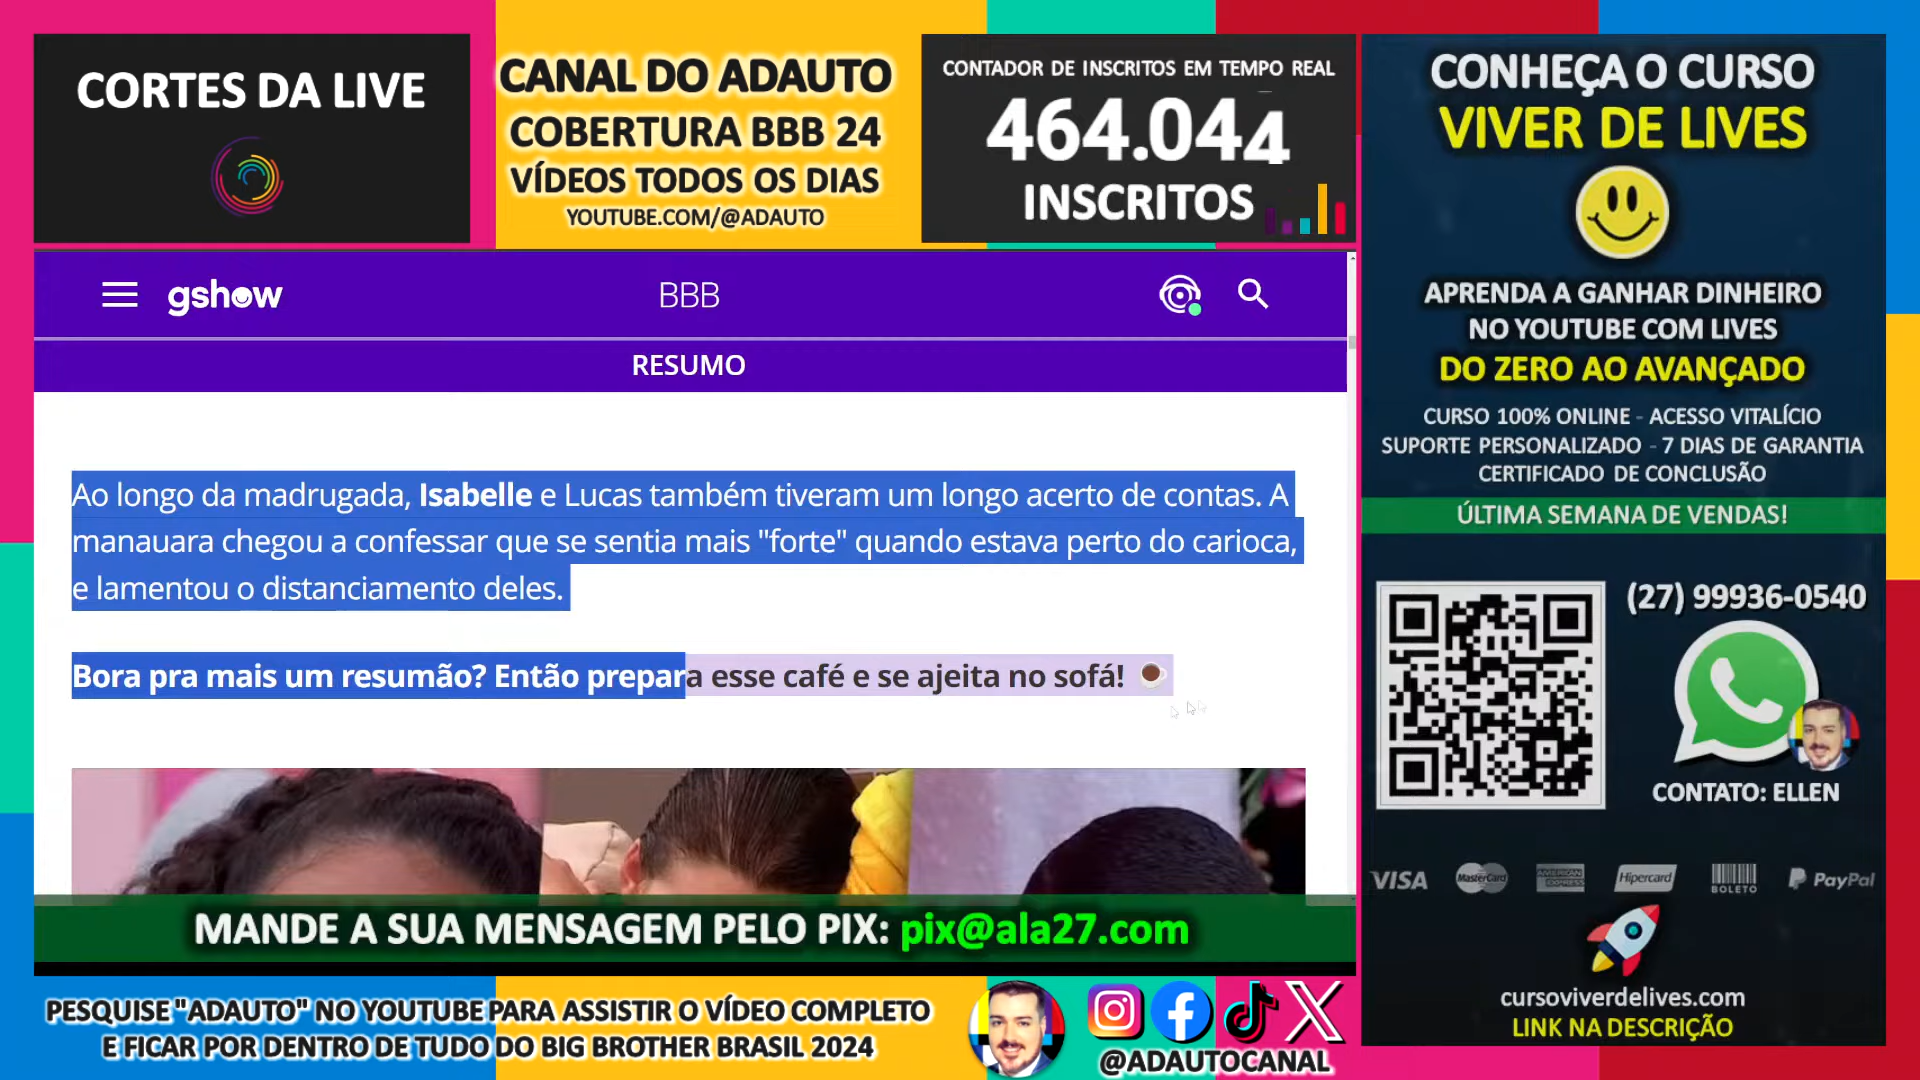 CORTES DA LIVE
CANAL DO ADAUTO
COBERTURA BBB 24
VÍDEOS TODOS OS DIAS
YOUTUBE.COM/@ADAUTO
CONTADOR DE INSCRITOS EM TEMPO REAL
464.044
INSCRITOS
gshow
BBB
RESUMO
Ao longo da madrugada, Isabelle e Lucas também tiveram um longo acerto de contas. A
manauara chegou a confessar que se sentia mais "forte" quando estava perto do carioca,
e lamentou o distanciamento deles.
Bora pra mais um resumão? Então prepara esse café e se ajeita no sofá! ☕
MANDE A SUA MENSAGEM PELO PIX: pix@ala27.com
PESQUISE "ADAUTO" NO YOUTUBE PARA ASSISTIR O VÍDEO COMPLETO
E FICAR POR DENTRO DE TUDO DO BIG BROTHER BRASIL 2024
@ADAUTOCANAL
CONHEÇA O CURSO
VIVER DE LIVES
APRENDA A GANHAR DINHEIRO
NO YOUTUBE COM LIVES
DO ZERO AO AVANÇADO
CURSO 100% ONLINE - ACESSO VITALÍCIO
SUPORTE PERSONALIZADO - 7 DIAS DE GARANTIA
CERTIFICADO DE CONCLUSÃO
ÚLTIMA SEMANA DE VENDAS!
(27) 99936-0540
CONTATO: ELLEN
VISA MasterCard AMERICAN EXPRESS Hipercard BOLETO PayPal
cursoviverdelives.com
LINK NA DESCRIÇÃO